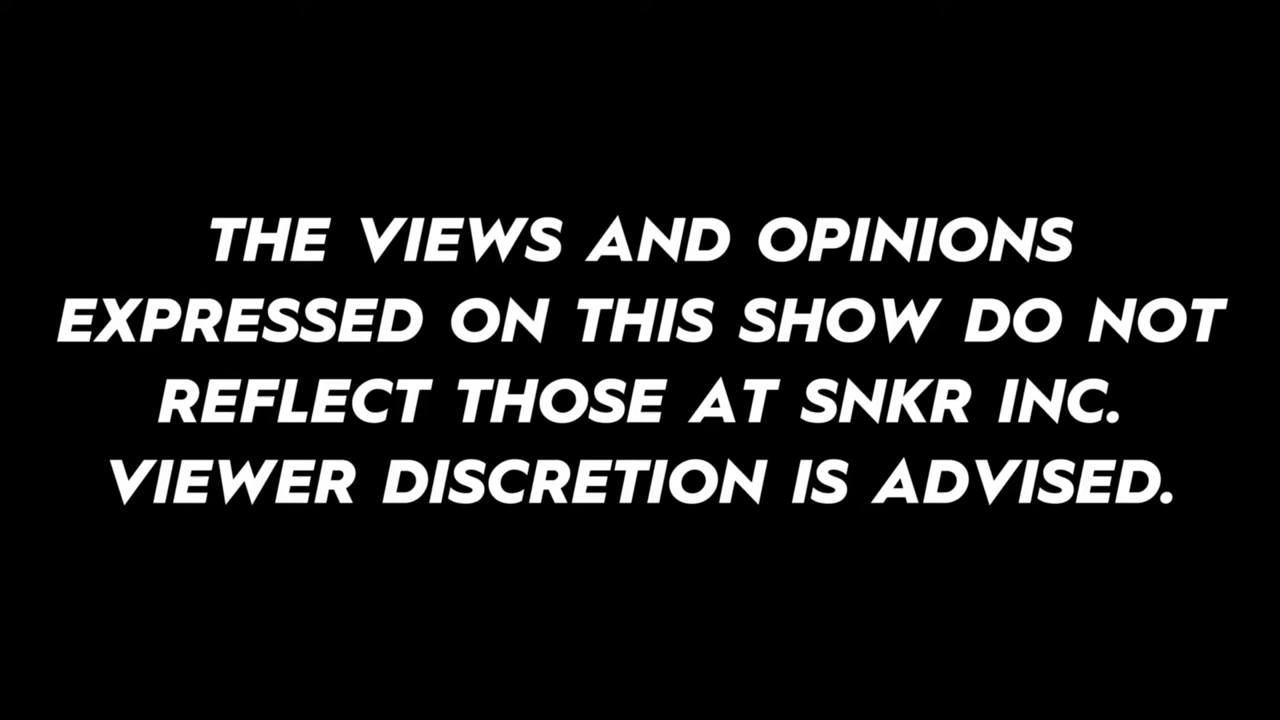 THE VIEWS AND OPINIONS
EXPRESSED ON THIS SHOW DO NOT
REFLECT THOSE AT SNKR INC.
VIEWER DISCRETION IS ADVISED.